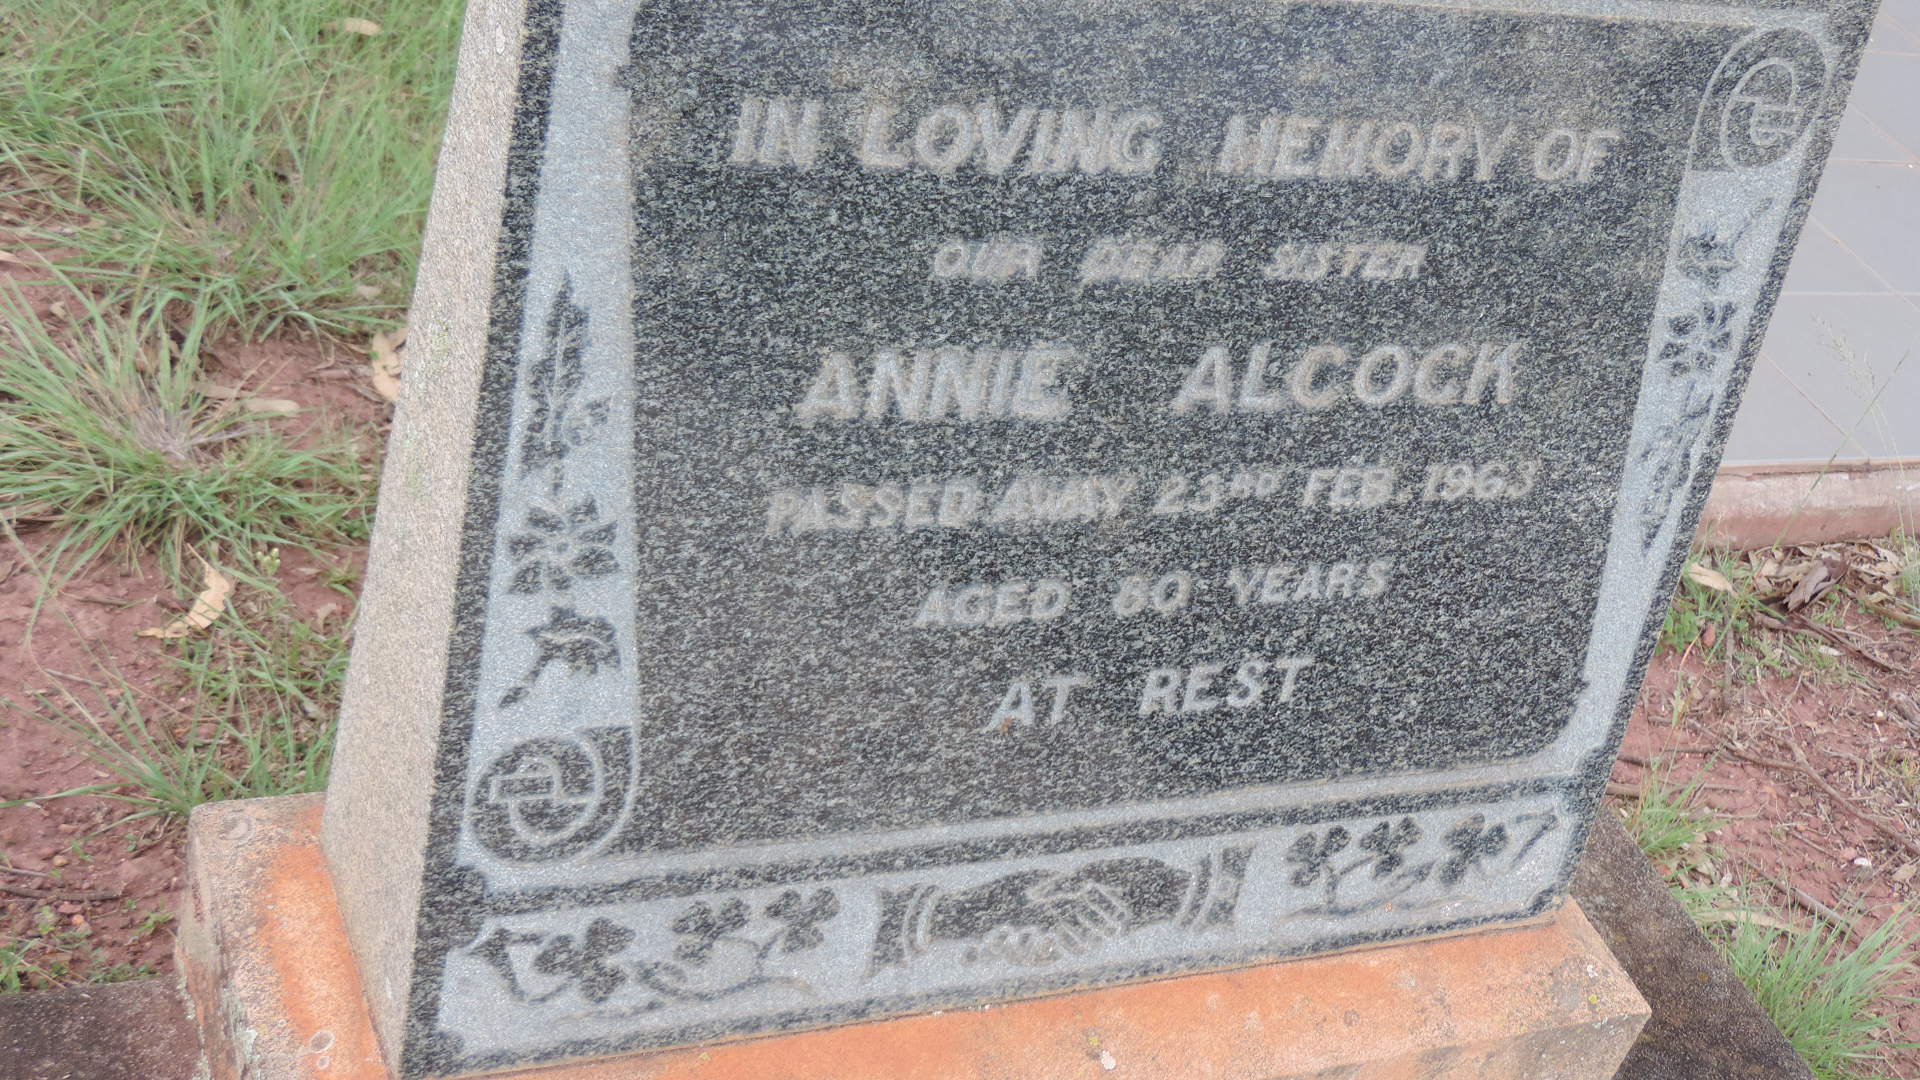 IN LOVING MEMORY OF
OUR DEAR SISTER
ANNIE ALCOCK
PASSED AWAY 23RD FEB. 1963
AGED 80 YEARS
AT REST